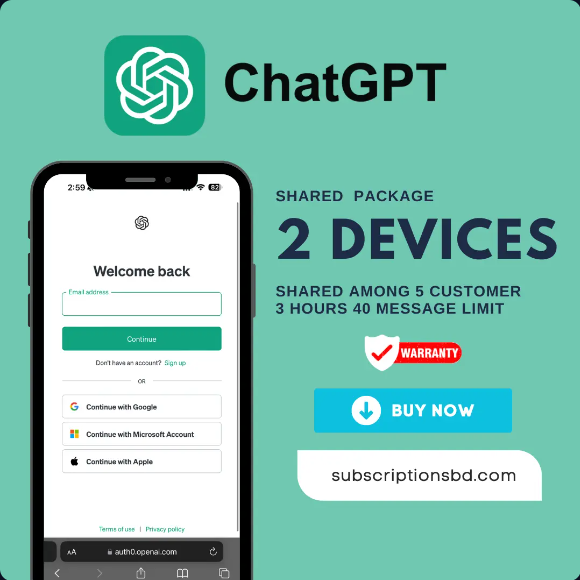 ChatGPT
2:59
82
Welcome back
Email address
Continue
Don't have an account? Sign up
OR
Continue with Google
Continue with Microsoft Account
Continue with Apple
Terms of use | Privacy policy
AA auth0.openai.com
SHARED PACKAGE
2 DEVICES
SHARED AMONG 5 CUSTOMER
3 HOURS 40 MESSAGE LIMIT
WARRANTY
BUY NOW
subscriptionsbd.com